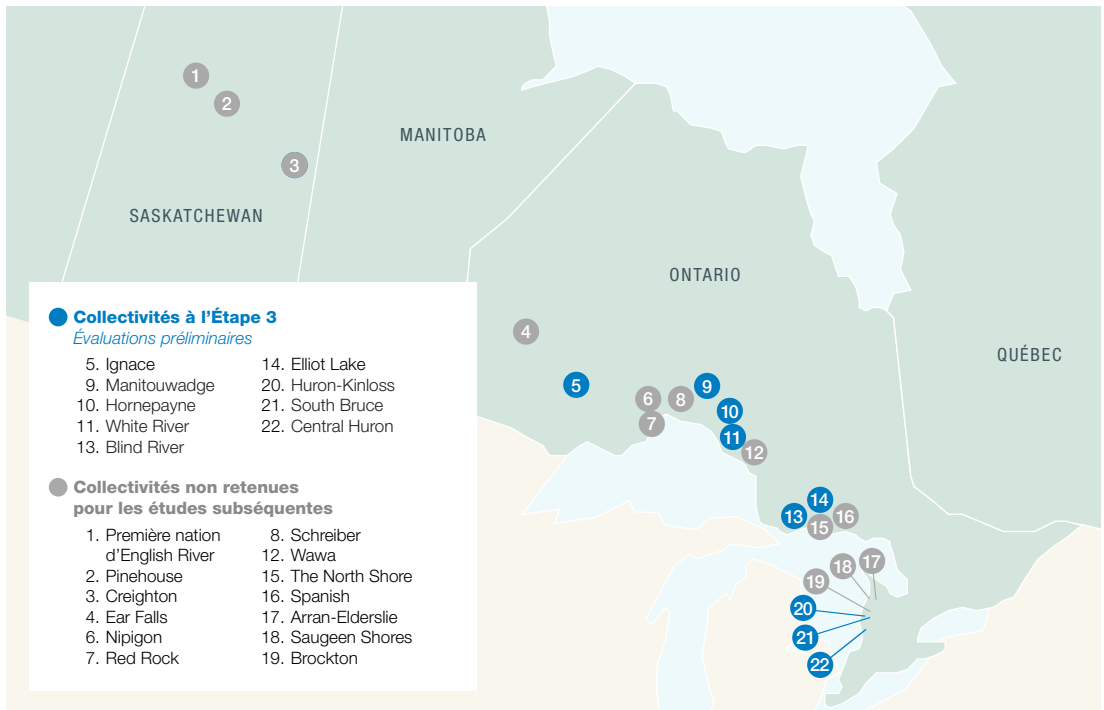 1
2
3
MANITOBA
SASKATCHEWAN
ONTARIO
QUÉBEC
4
5
6
7
8
9
10
11
12
13
14
15
16
17
18
19
20
21
22
Collectivités à l’Étape 3
Évaluations préliminaires
5. Ignace
9. Manitouwadge
10. Hornepayne
11. White River
13. Blind River
14. Elliot Lake
20. Huron-Kinloss
21. South Bruce
22. Central Huron
Collectivités non retenues
pour les études subséquentes
1. Première nation
d’English River
2. Pinehouse
3. Creighton
4. Ear Falls
6. Nipigon
7. Red Rock
8. Schreiber
12. Wawa
15. The North Shore
16. Spanish
17. Arran-Elderslie
18. Saugeen Shores
19. Brockton